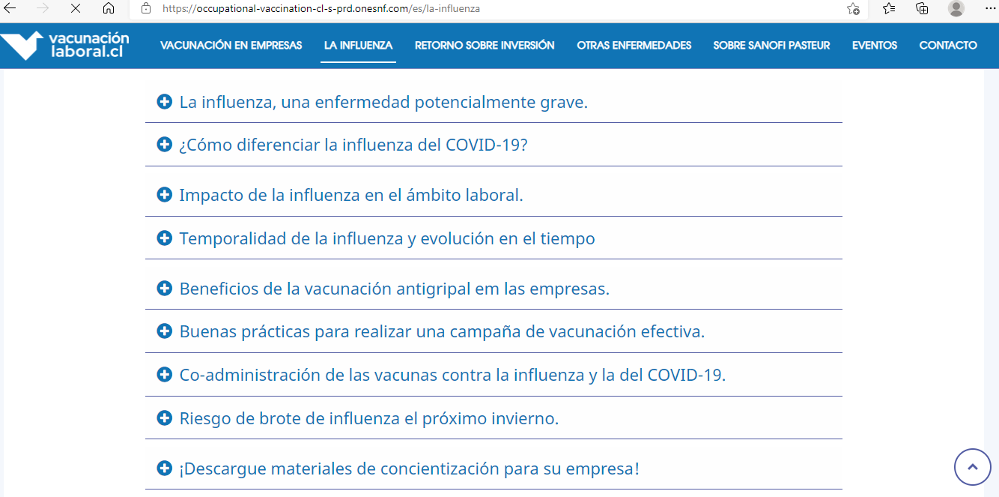 https://occupational-vaccination-cl-s-prd.onesnf.com/es/la-influenza
vacunación
laboral.cl
VACUNACIÓN EN EMPRESAS LA INFLUENZA RETORNO SOBRE INVERSIÓN OTRAS ENFERMEDADES SOBRE SANOFI PASTEUR EVENTOS CONTACTO
La influenza, una enfermedad potencialmente grave.
¿Cómo diferenciar la influenza del COVID-19?
Impacto de la influenza en el ámbito laboral.
Temporalidad de la influenza y evolución en el tiempo
Beneficios de la vacunación antigripal em las empresas.
Buenas prácticas para realizar una campaña de vacunación efectiva.
Co-administración de las vacunas contra la influenza y la del COVID-19.
Riesgo de brote de influenza el próximo invierno.
¡Descargue materiales de concientización para su empresa!